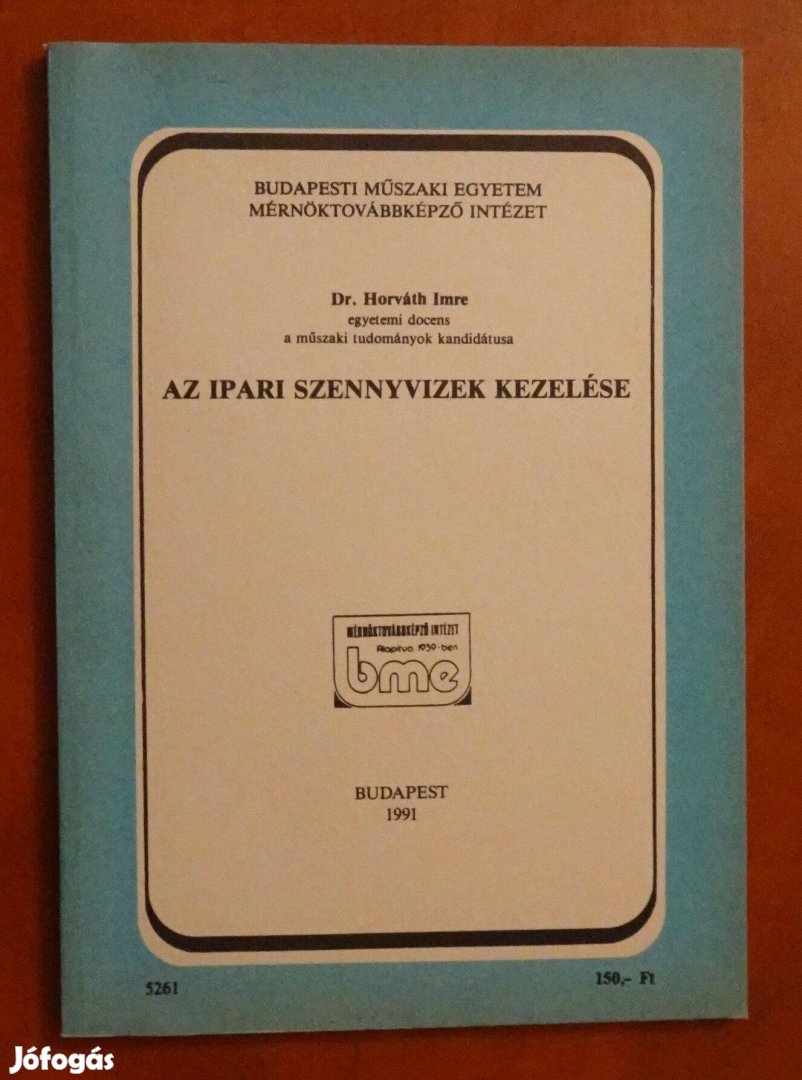 BUDAPESTI MŰSZAKI EGYETEM
MÉRNÖKTOVÁBBKÉPZŐ INTÉZET
Dr. Horváth Imre
egyetemi docens
a műszaki tudományok kandidátusa
AZ IPARI SZENNYVIZEK KEZELÉSE
MÉRNÖKTOVÁBBKÉPZŐ INTÉZET
Alapítva 1939-ben
bme
BUDAPEST
1991
5261
150,- Ft
Jófogás